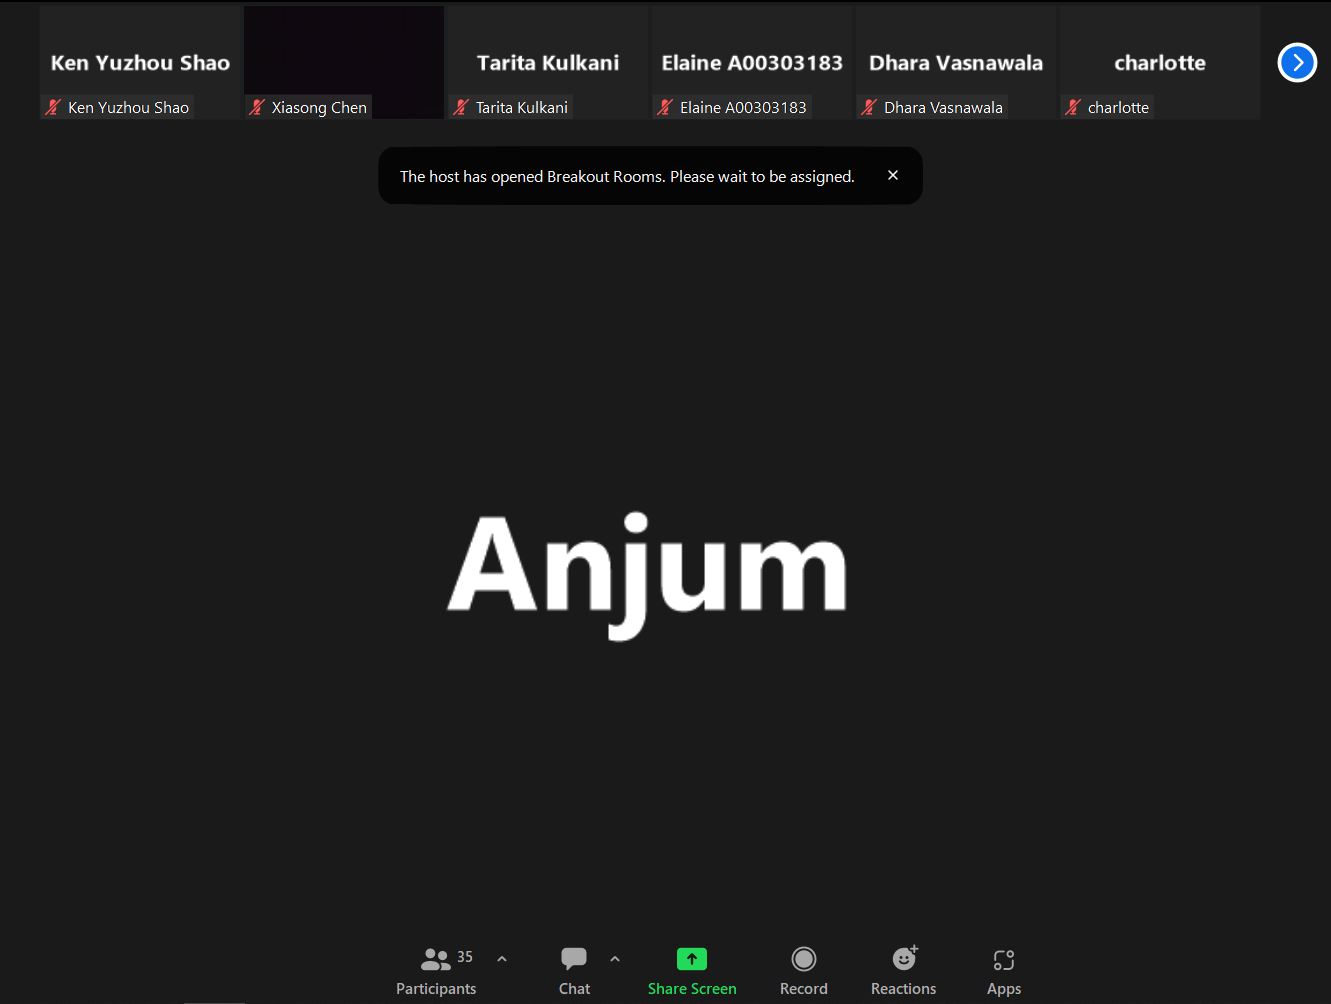 Ken Yuzhou Shao
Tarita Kulkani
Elaine A00303183
Dhara Vasnawala
charlotte
Ken Yuzhou Shao
Xiasong Chen
Tarita Kulkani
Elaine A00303183
Dhara Vasnawala
charlotte
The host has opened Breakout Rooms. Please wait to be assigned.
Anjum
35
Participants
Chat
Share Screen
Record
Reactions
Apps